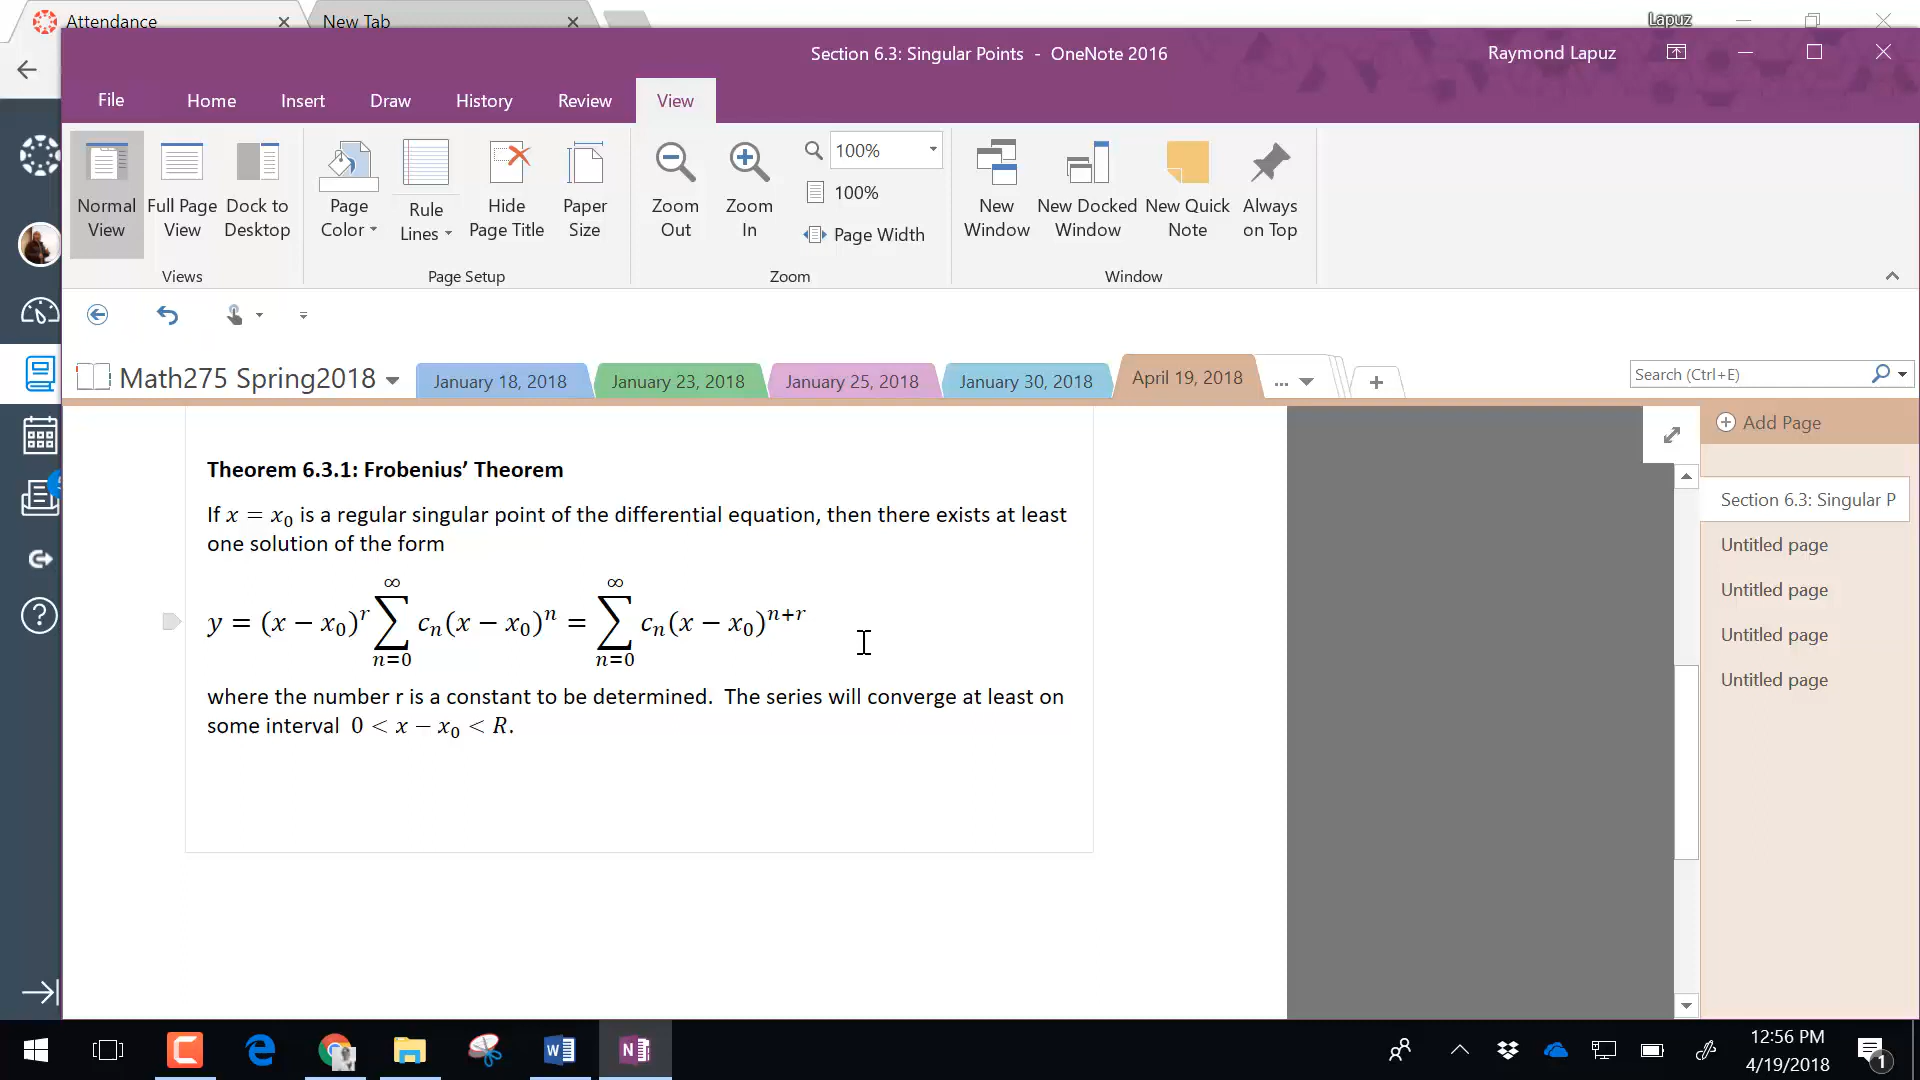 Attendance
New Tab
Lapuz
Section 6.3: Singular Points - OneNote 2016
Raymond Lapuz
File
Home
Insert
Draw
History
Review
View
Normal View
Full Page View
Dock to Desktop
Views
Page Color
Rule Lines
Hide Page Title
Paper Size
Page Setup
Zoom Out
Zoom In
100%
100%
Page Width
Zoom
New Window
New Docked Window
New Quick Note
Always on Top
Window
Math275 Spring2018
January 18, 2018
January 23, 2018
January 25, 2018
January 30, 2018
April 19, 2018
...
Search (Ctrl+E)
Add Page
Section 6.3: Singular P
Untitled page
Untitled page
Untitled page
Untitled page
Theorem 6.3.1: Frobenius’ Theorem
If x = x₀ is a regular singular point of the differential equation, then there exists at least
one solution of the form
y = (x − x₀)^r ∑_{n=0}^{∞} c_n(x − x₀)^n = ∑_{n=0}^{∞} c_n(x − x₀)^{n+r}
where the number r is a constant to be determined. The series will converge at least on
some interval 0 < x − x₀ < R.
12:56 PM
4/19/2018
1